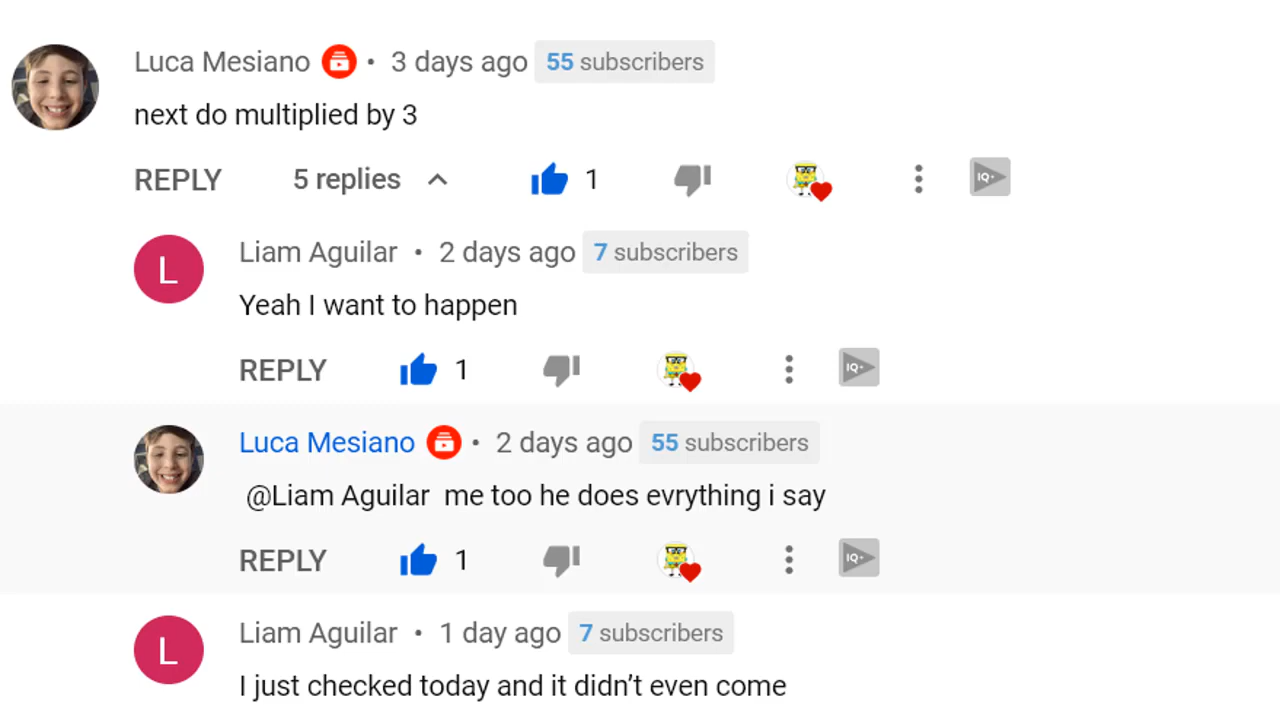 Luca Mesiano • 3 days ago 55 subscribers
next do multiplied by 3
REPLY 5 replies 1 IQ+
L Liam Aguilar • 2 days ago 7 subscribers
Yeah I want to happen
REPLY 1 IQ+
Luca Mesiano • 2 days ago 55 subscribers
@Liam Aguilar me too he does evrything i say
REPLY 1 IQ+
L Liam Aguilar • 1 day ago 7 subscribers
I just checked today and it didn't even come